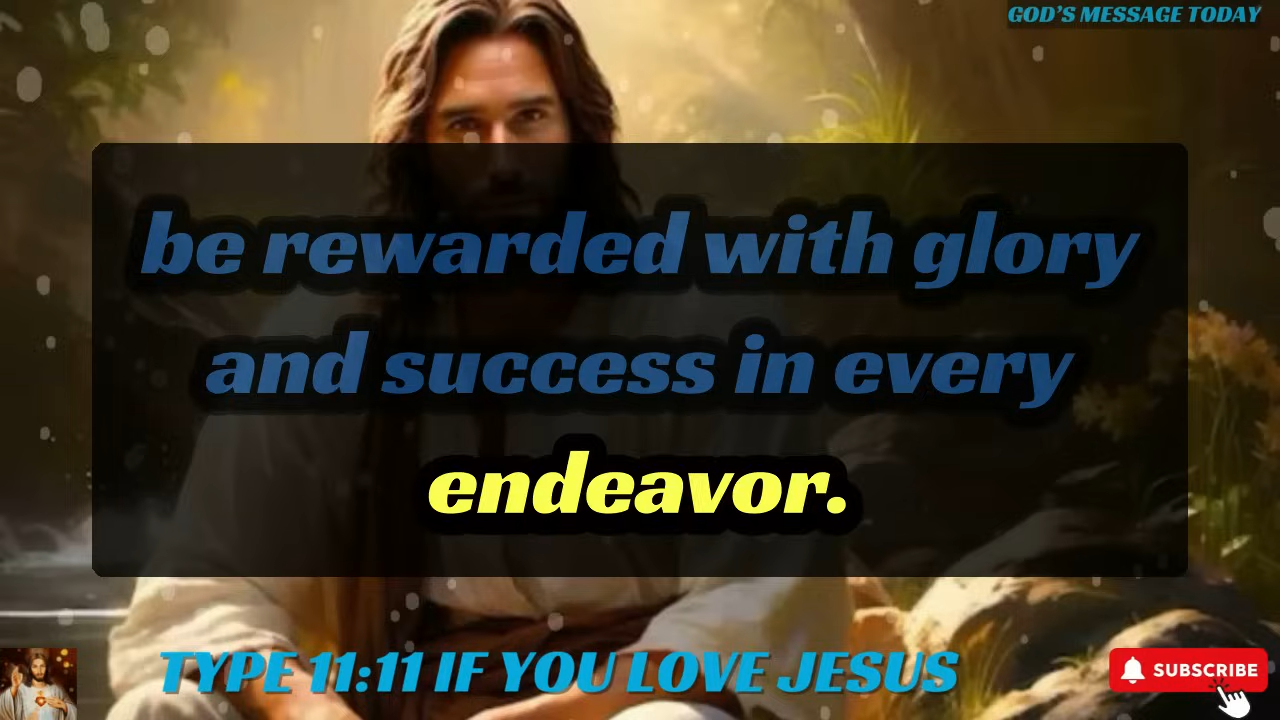 GOD'S MESSAGE TODAY
be rewarded with glory
and success in every
endeavor.
TYPE 11:11 IF YOU LOVE JESUS
SUBSCRIBE